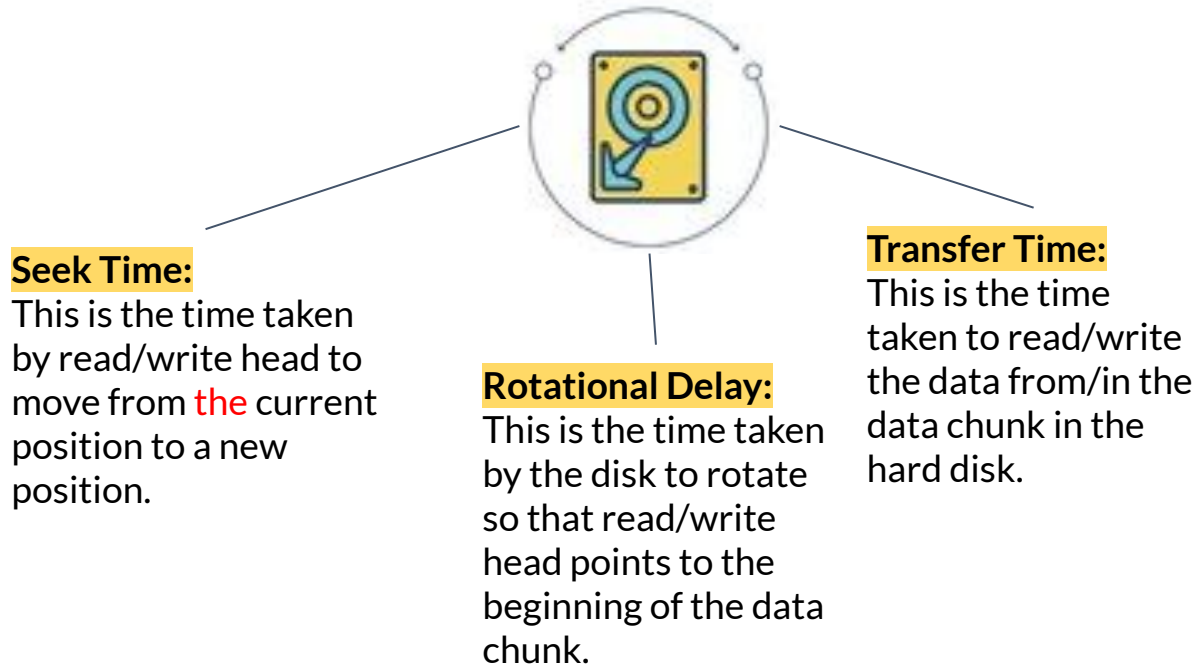 Seek Time:
This is the time taken
by read/write head to
move from the current
position to a new
position.
Rotational Delay:
This is the time taken
by the disk to rotate
so that read/write
head points to the
beginning of the data
chunk.
Transfer Time:
This is the time
taken to read/write
the data from/in the
data chunk in the
hard disk.